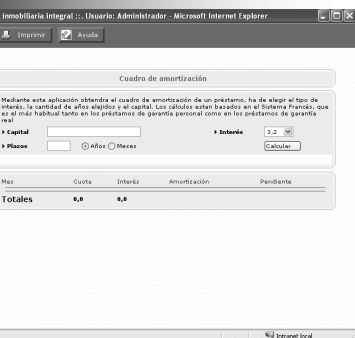 inmobiliaria integral ::. Usuario: Administrador - Microsoft Internet Explorer
Imprimir Ayuda
Cuadro de amortización
Mediante esta aplicación obtendra el cuadro de amortización de un préstamo, ha de elegir el tipo de
interés, la cantidad de años elejidos y el capital. Los cálculos estan basados en el Sistema Francés, que
es el más habitual tanto en los préstamos de garantía personal como en los préstamos de garantía
real
Capital Interés 3,2
Plazos Años Meses Calcular
Mes Cuota Interés Amortización Pendiente
Totales 0,0 0,0
Intranet local